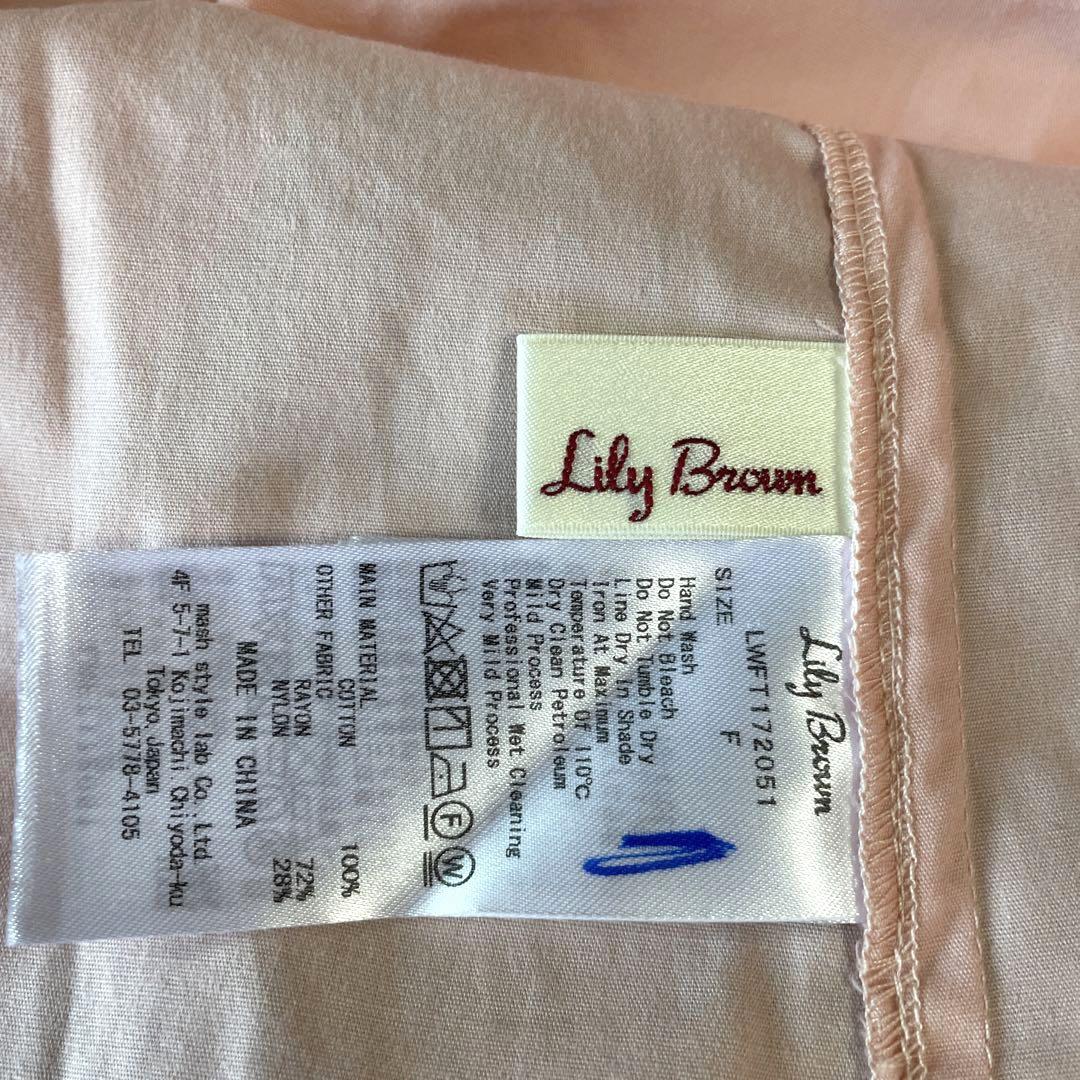 Lily Brown
Lily Brown
LWFT172051
SIZE F
Hand Wash
Do Not Bleach
Do Not Tumble Dry
Line Dry In Shade
Iron At Maximum
Temperature Of 110℃
Dry Clean Petroleum
Mild Process
Professional Wet Cleaning
Very Mild Process
F W
MAIN MATERIAL
COTTON 100%
OTHER FABRIC
RAYON 72%
NYLON 28%
MADE IN CHINA
mash style lab Co.,Ltd
4F 5-7-1 Kojimachi Chiyoda-ku
Tokyo.Japan
TEL 03-5778-4105